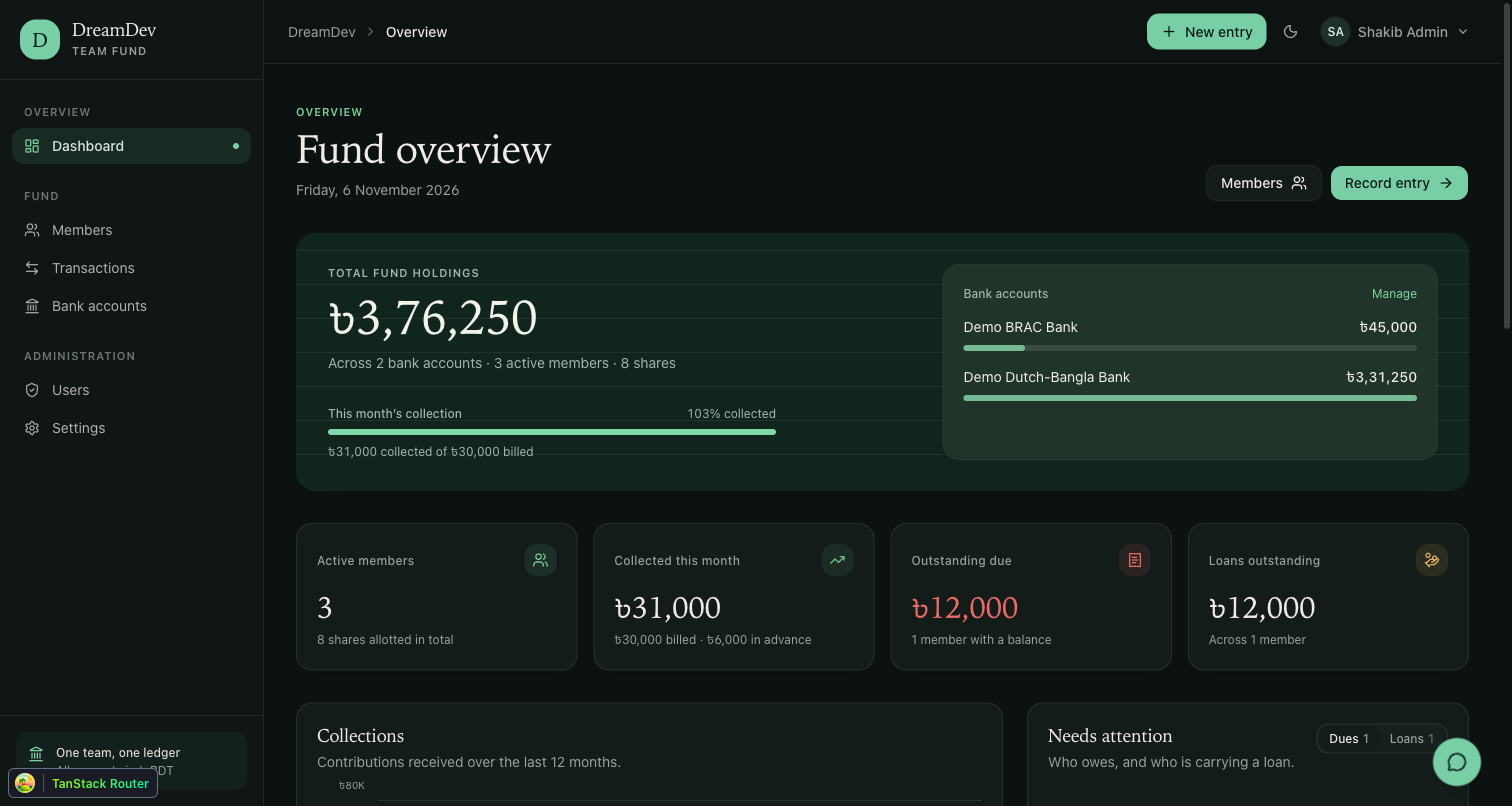 D
DreamDev
TEAM FUND
OVERVIEW
Dashboard
FUND
Members
Transactions
Bank accounts
ADMINISTRATION
Users
Settings
One team, one ledger
BDT
TanStack Router
DreamDev > Overview
New entry
SA
Shakib Admin
OVERVIEW
Fund overview
Friday, 6 November 2026
Members
Record entry
TOTAL FUND HOLDINGS
৳3,76,250
Across 2 bank accounts · 3 active members · 8 shares
This month's collection
103% collected
৳31,000 collected of ৳30,000 billed
Bank accounts
Manage
Demo BRAC Bank
৳45,000
Demo Dutch-Bangla Bank
৳3,31,250
Active members
3
8 shares allotted in total
Collected this month
৳31,000
৳30,000 billed · ৳6,000 in advance
Outstanding due
৳12,000
1 member with a balance
Loans outstanding
৳12,000
Across 1 member
Collections
Contributions received over the last 12 months.
৳80K
Needs attention
Who owes, and who is carrying a loan.
Dues 1
Loans 1